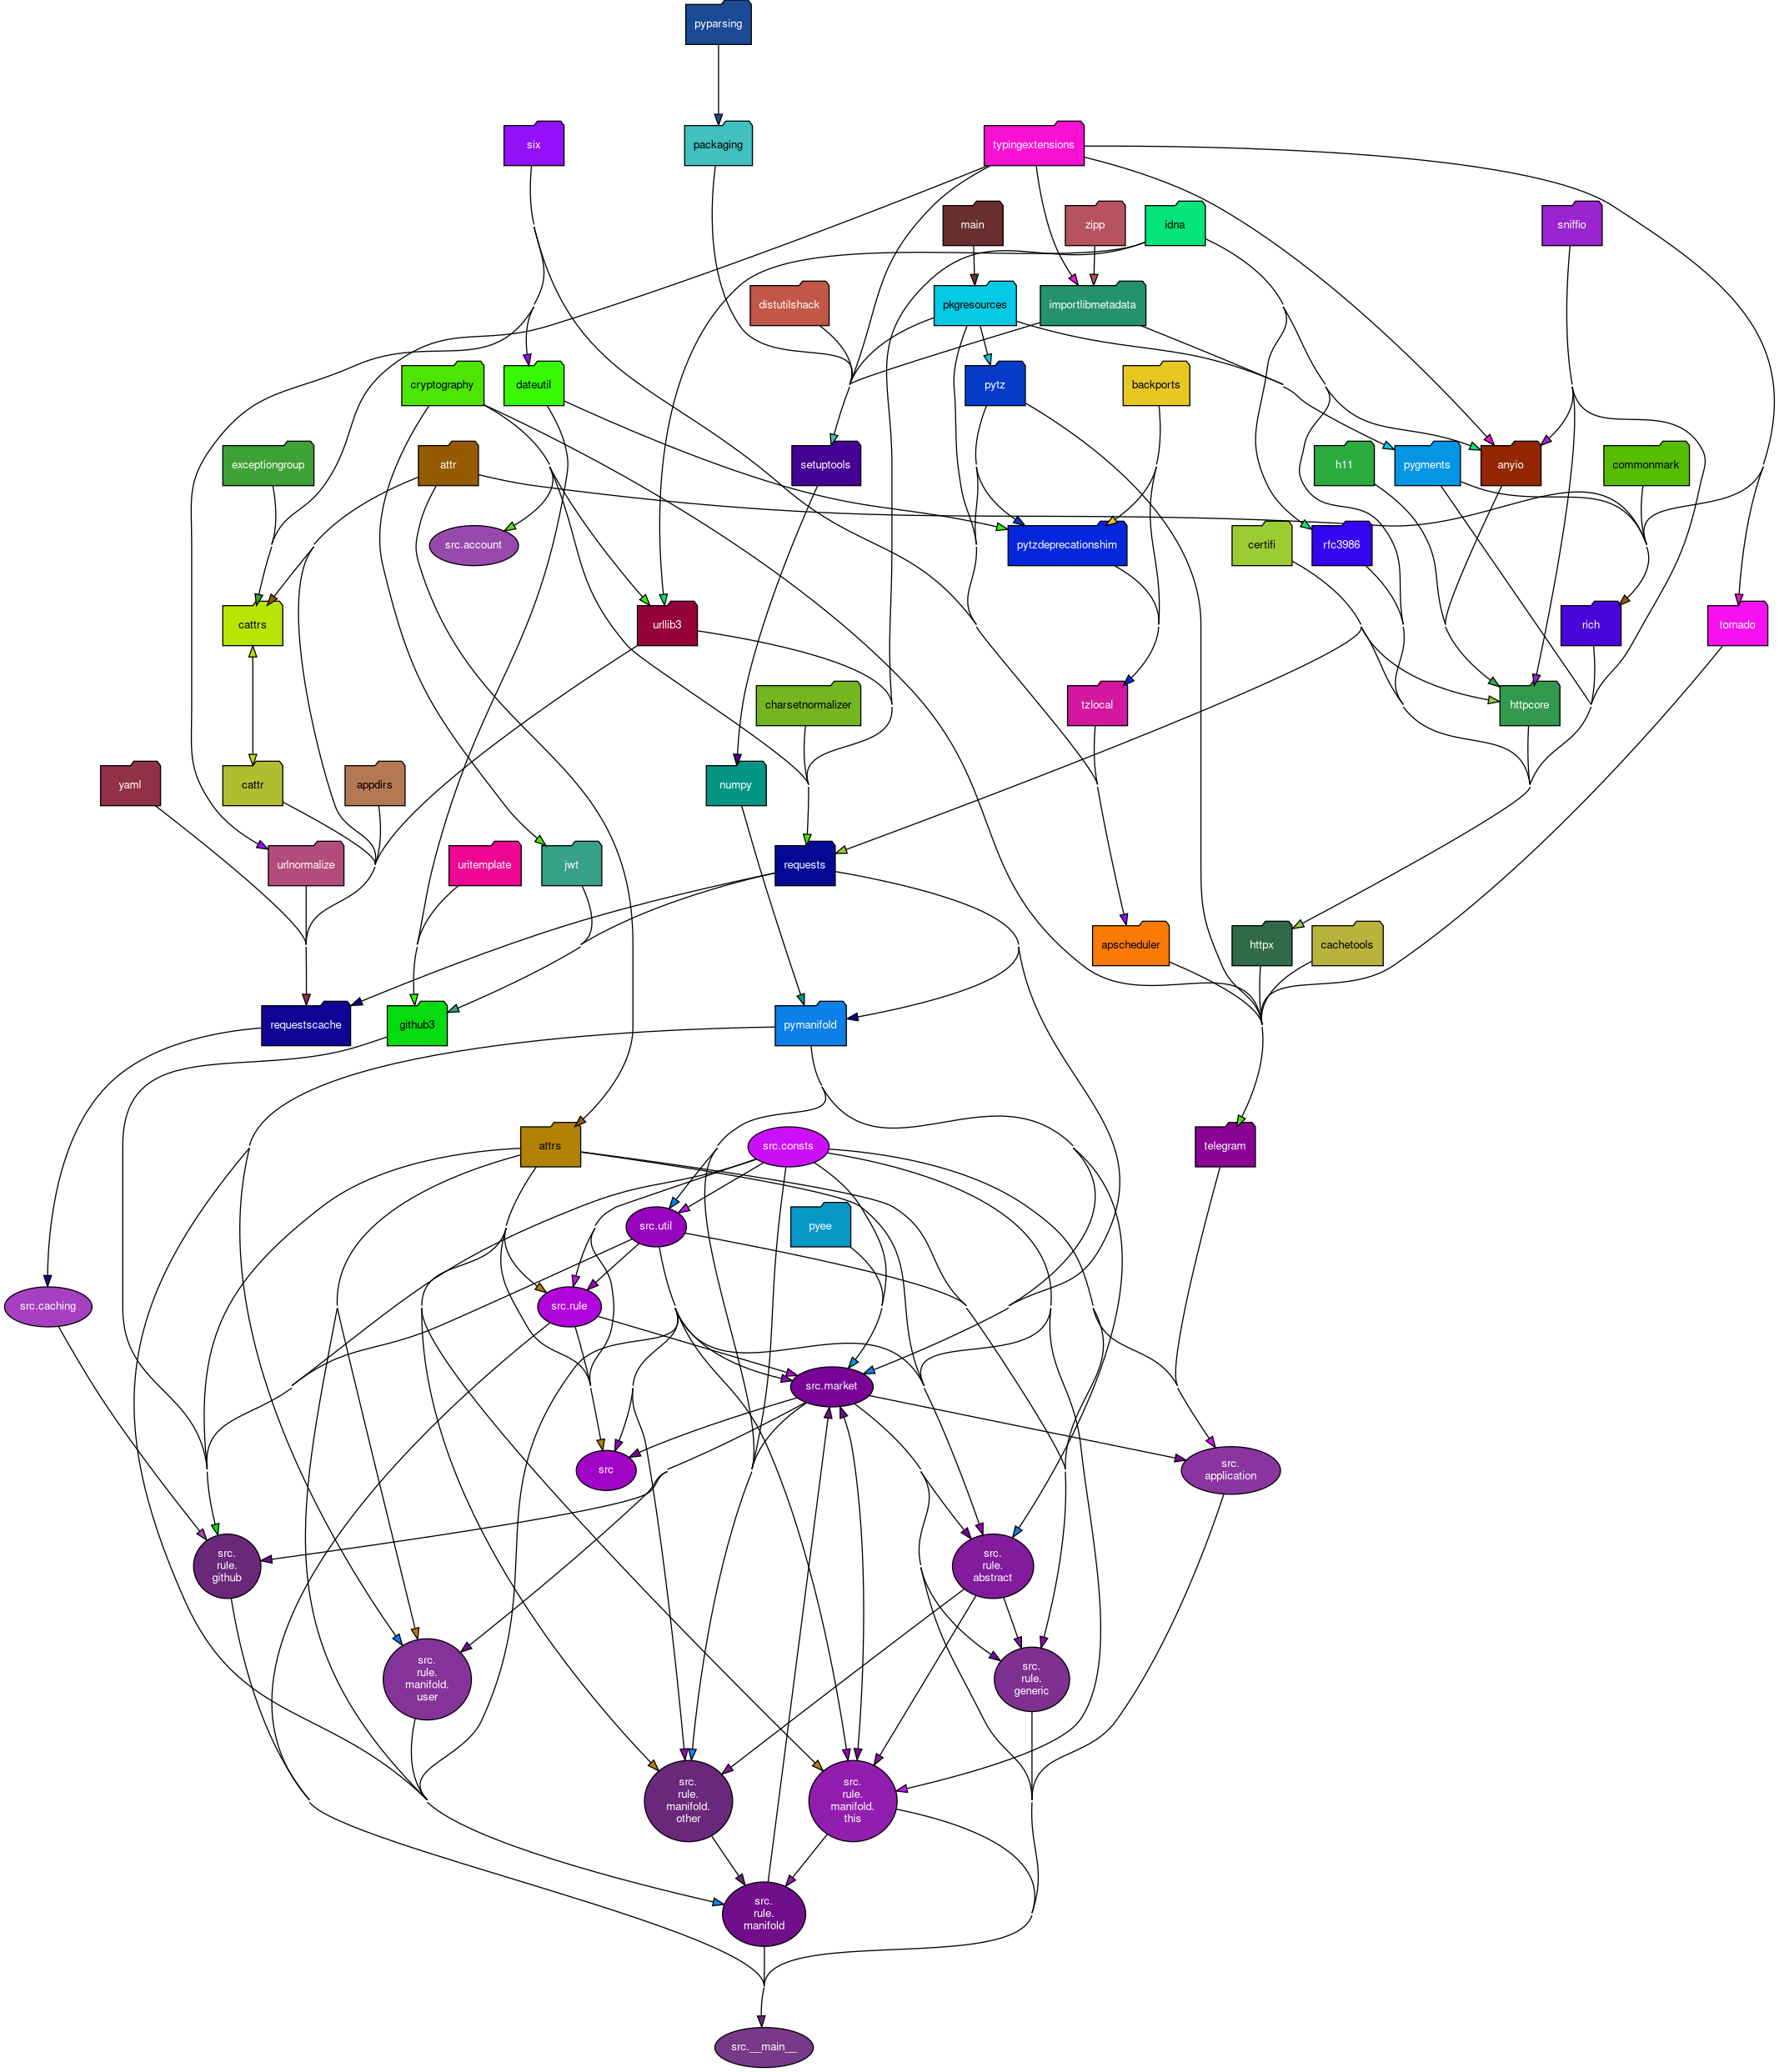 pyparsing
six
packaging
typingextensions
main
zipp
idna
sniffio
distutilshack
pkgresources
importlibmetadata
cryptography
dateutil
pytz
backports
exceptiongroup
attr
setuptools
h11
pygments
anyio
commonmark
src.account
pytzdeprecationshim
certifi
rfc3986
cattrs
urllib3
rich
tornado
charsetnormalizer
tzlocal
httpcore
yaml
cattr
appdirs
numpy
urlnormalize
uritemplate
jwt
requests
apscheduler
httpx
cachetools
requestscache
github3
pymanifold
attrs
src.consts
telegram
src.util
pyee
src.caching
src.rule
src.market
src
src.
application
src.
rule.
github
src.
rule.
abstract
src.
rule.
manifold.
user
src.
rule.
generic
src.
rule.
manifold.
other
src.
rule.
manifold.
this
src.
rule.
manifold
src.__main__